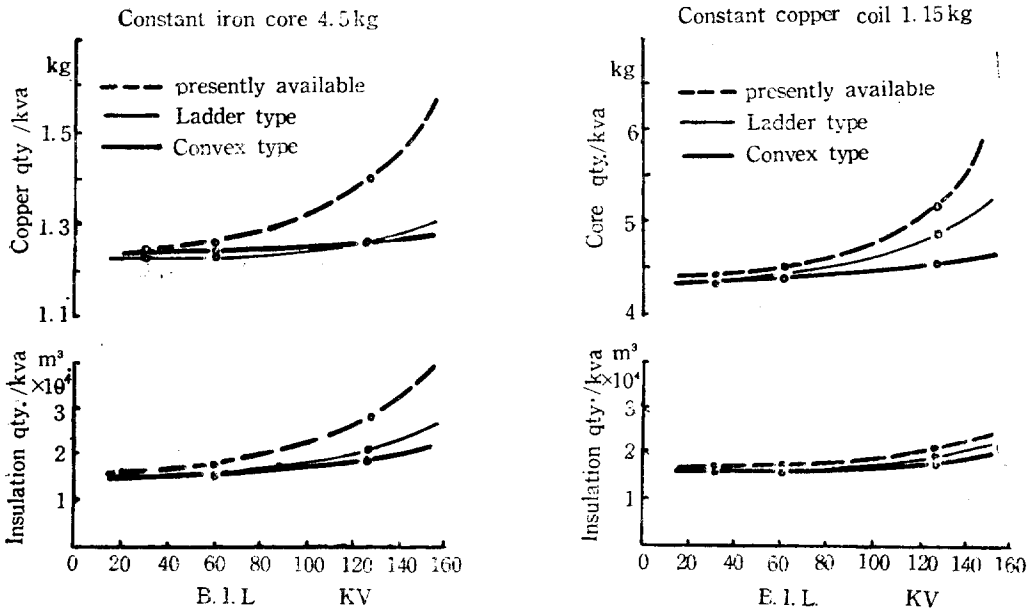 Constant iron core 4.5kg
kg
presently available
Ladder type
Convex type
1.5
1.3
1.1
Copper qty /kva
m³
×10⁴
3
2
1
Insulation qty./kva
0 20 40 60 80 100 120 140 160
B.I.L KV
Constant copper coil 1.15kg
kg
presently available
Ladder type
Convex type
6
5
4
Core qty./kva
m³
×10⁴
3
2
1
Insulation qty./kva
0 20 40 60 80 100 120 140 160
B.I.L. KV